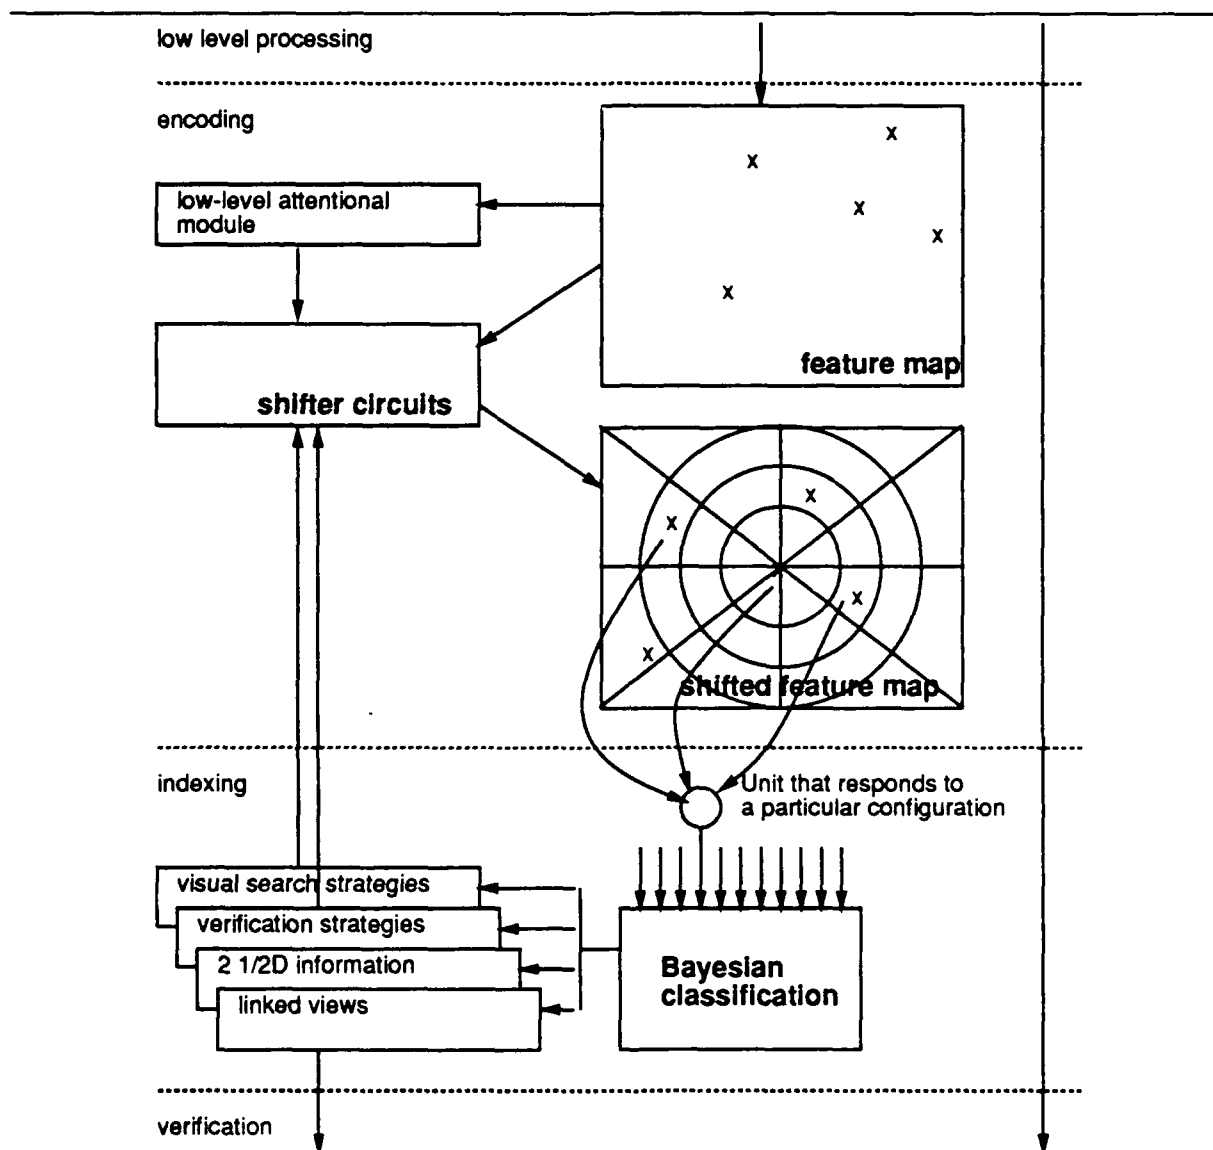 low level processing
encoding
x
x
low-level attentional
module
x
x
x
feature map
shifter circuits
x
x
x
x
shifted feature map
indexing
Unit that responds to
a particular configuration
visual search strategies
verification strategies
2 1/2D information
linked views
Bayesian
classification
verification